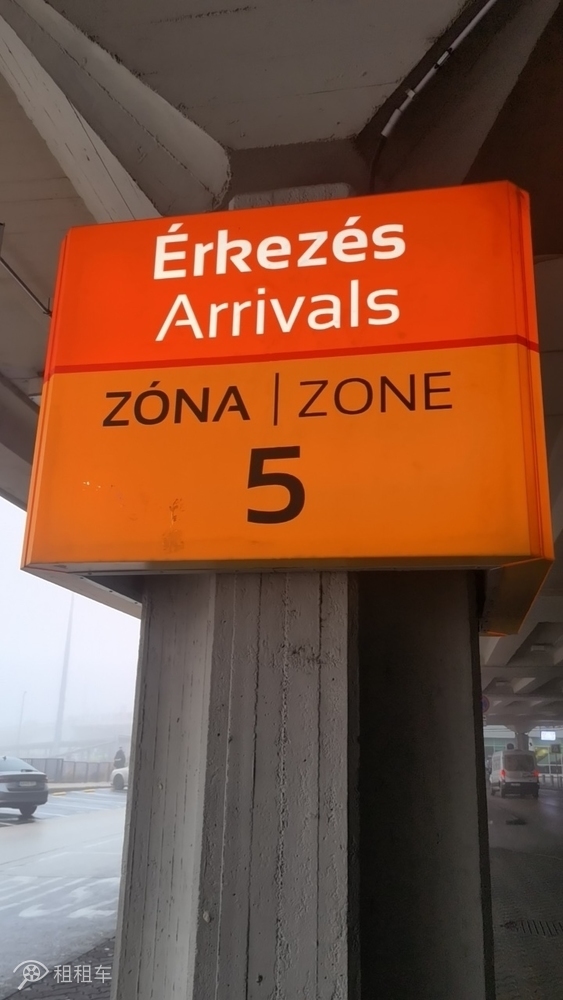 Érkezés
Arrivals
ZÓNA | ZONE
5
租租车